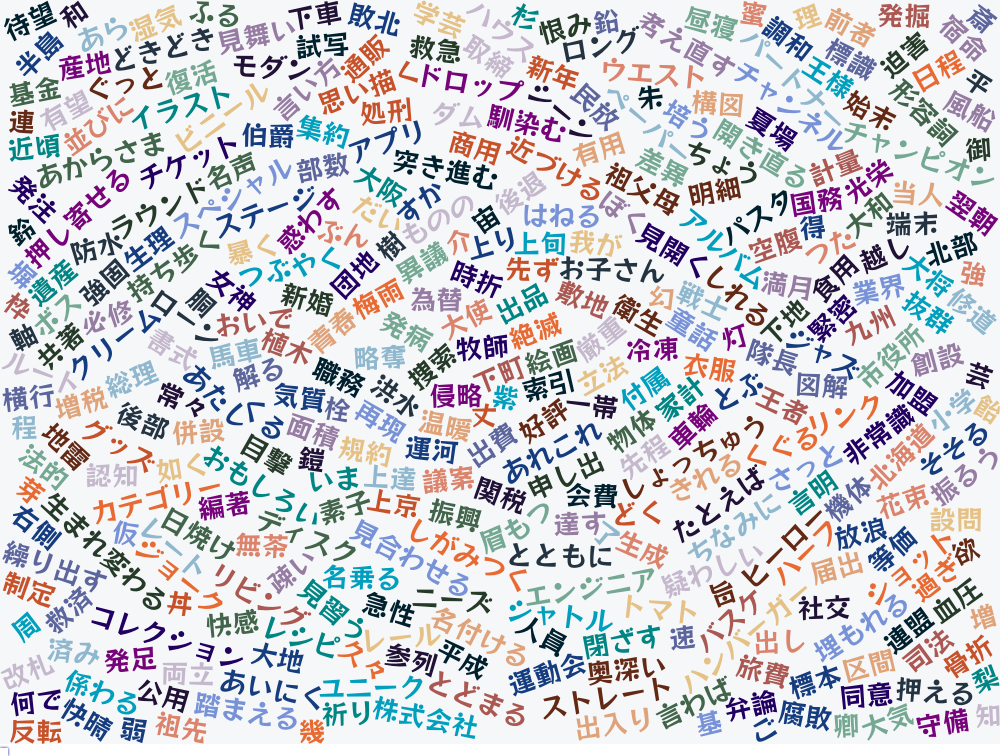 待望
和
あら
湿気
ふる
下車
敗北
学芸
ハウス
杉
恨み
鉛
考え直す
昼寝
蜜
理
前者
発掘
宿命
斎
半島
産地
どきどき
見舞い
試写
救急
取締
ロング
パートナー
調和
王様
標識
迫害
日程
平
基金
有望
ぐっと
復活
モダン
言い方
通販
思い描く
ドロップ
新年
ウエスト
チャンネル
始末
形容詞
風船
連
並びに
イラスト
ビニール
処刑
ダム
馴染む
ビーン
民放
ペーパー
朱
培う
横図
開き直る
夏場
チャンピオン
御
近頃
あからさま
チケット
伯爵
集約
アプリ
商用
近づける
有用
差異
ちょう
計量
発注
押し寄せる
ラウンド
名声
スペシャル
部数
突き進む
後退
祖父母
明細
国務
光栄
当人
翌朝
鈴
防水
生理
ステージ
惑わす
大阪
だい
すか
ものの
宙
はねる
ぼく
アルバム
パスタ
得
大和
端末
堀
遺産
強固
持ち歩く
暴く
ぶん
樹
異議
介
上り
上旬
我が
見開く
空腹
つた
食用
越し
北部
枠
ボス
必修
クリーム
ローン
胴
女神
つぶやく
新婚
団地
梅雨
時折
先ず
お子さん
幻
戦士
しれる
満月
緊密
業界
大将
強
修道
軸
共著
書式
馬車
おいで
植木
青春
発病
為替
大使
出品
敷地
衛生
童話
灯
下地
ジャズ
九州
抜群
ルート
横行
増税
総理
常々
あたしくる
解る
職務
略奪
捜索
牧師
絶滅
厳重
冷凍
隊長
図解
市役所
創設
芸
程
地雷
グッズ
後部
併設
気質
栓
洪水
侵略
下町
絵画
紫
索引
立法
衣服
付属
家計
とぶ
王者
加盟
小学
飴
法的
認知
如く
目撃
面積
鎧
再現
規約
温暖
丈
運河
出費
好評
一帯
物体
先程
車輪
くぐる
リンク
非常識
北海道
そそる
芽
生まれ変わる
カテゴリー
編著
おもしろい
いま
上達
議案
関税
あれこれ
申し出
会費
しょっちゅう
きれる
さっと
言明
機体
花束
振るう
右側
仮
日焼け
無茶
ディスク
素子
上京
振興
眉
もつ
達す
どく
たとえば
ちなみに
ヒーロー
放浪
等価
設問
繰り出す
ジョーク
リビング
疎い
見合わせる
しがみつく
とともに
生成
疑わしい
旨
届出
ショット
過ぎ
欲
制定
救済
丼
快感
見習う
名乗る
急性
ニーズ
エンジニア
トマト
バスケ
ハンバーガー
社交
埋もれる
連盟
血圧
増
周
コレクション
レシピ
レール
名付ける
シャトル
人員
閉ざす
速
出し
司法
骨折
改札
済み
発足
両立
大地
スタ
参列
平成
運動会
奥深い
旅費
標本
区間
同意
押える
梨
何で
係わる
公用
あいにく
ユニーク
とどまる
ストレート
言わば
弁論
腐敗
反転
快晴
弱
祖先
踏まえる
幾
祈り
株式会社
出入り
基
ご
卿
大気
守備
知